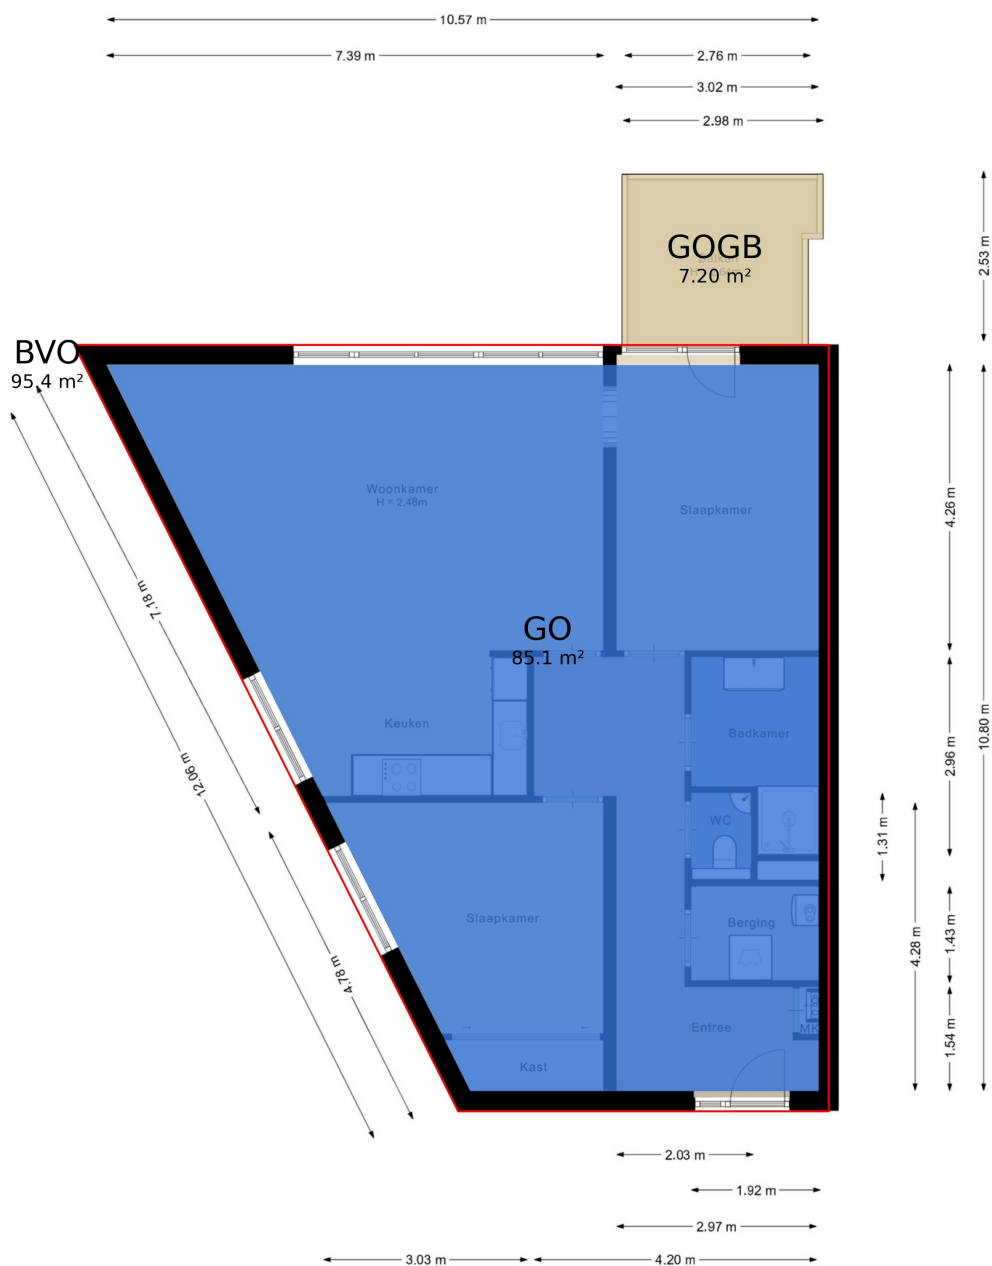 10.57 m
7.39 m
2.76 m
3.02 m
2.98 m
2.53 m
GOGB
7.20 m²
BVO
95.4 m²
Woonkamer
H = 2.48m
Slaapkamer
4.26 m
7.18 m
GO
85.1 m²
Keuken
Badkamer
2.96 m
10.80 m
12.06 m
WC
1.31 m
Slaapkamer
Berging
4.28 m
1.43 m
4.78 m
Entree
MK
1.54 m
Kast
2.03 m
1.92 m
2.97 m
3.03 m
4.20 m